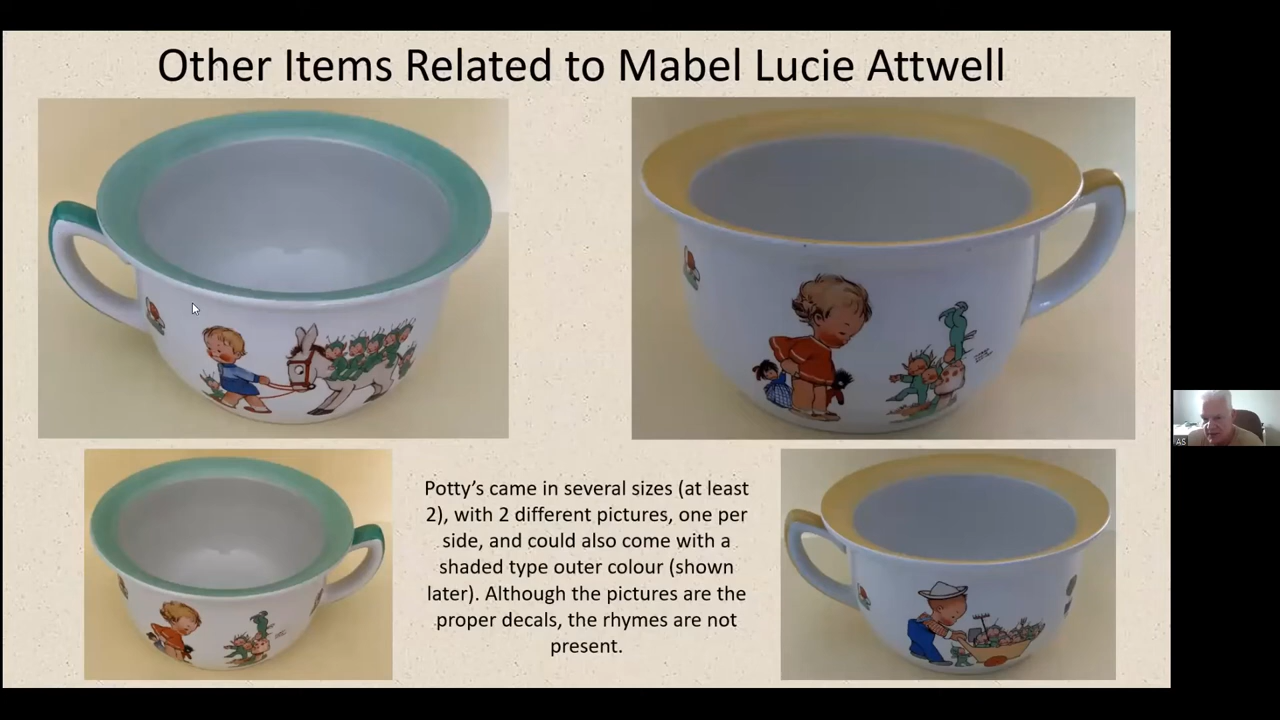 Other Items Related to Mabel Lucie Attwell
Potty's came in several sizes (at least
2), with 2 different pictures, one per
side, and could also come with a
shaded type outer colour (shown
later). Although the pictures are the
proper decals, the rhymes are not
present.
AS